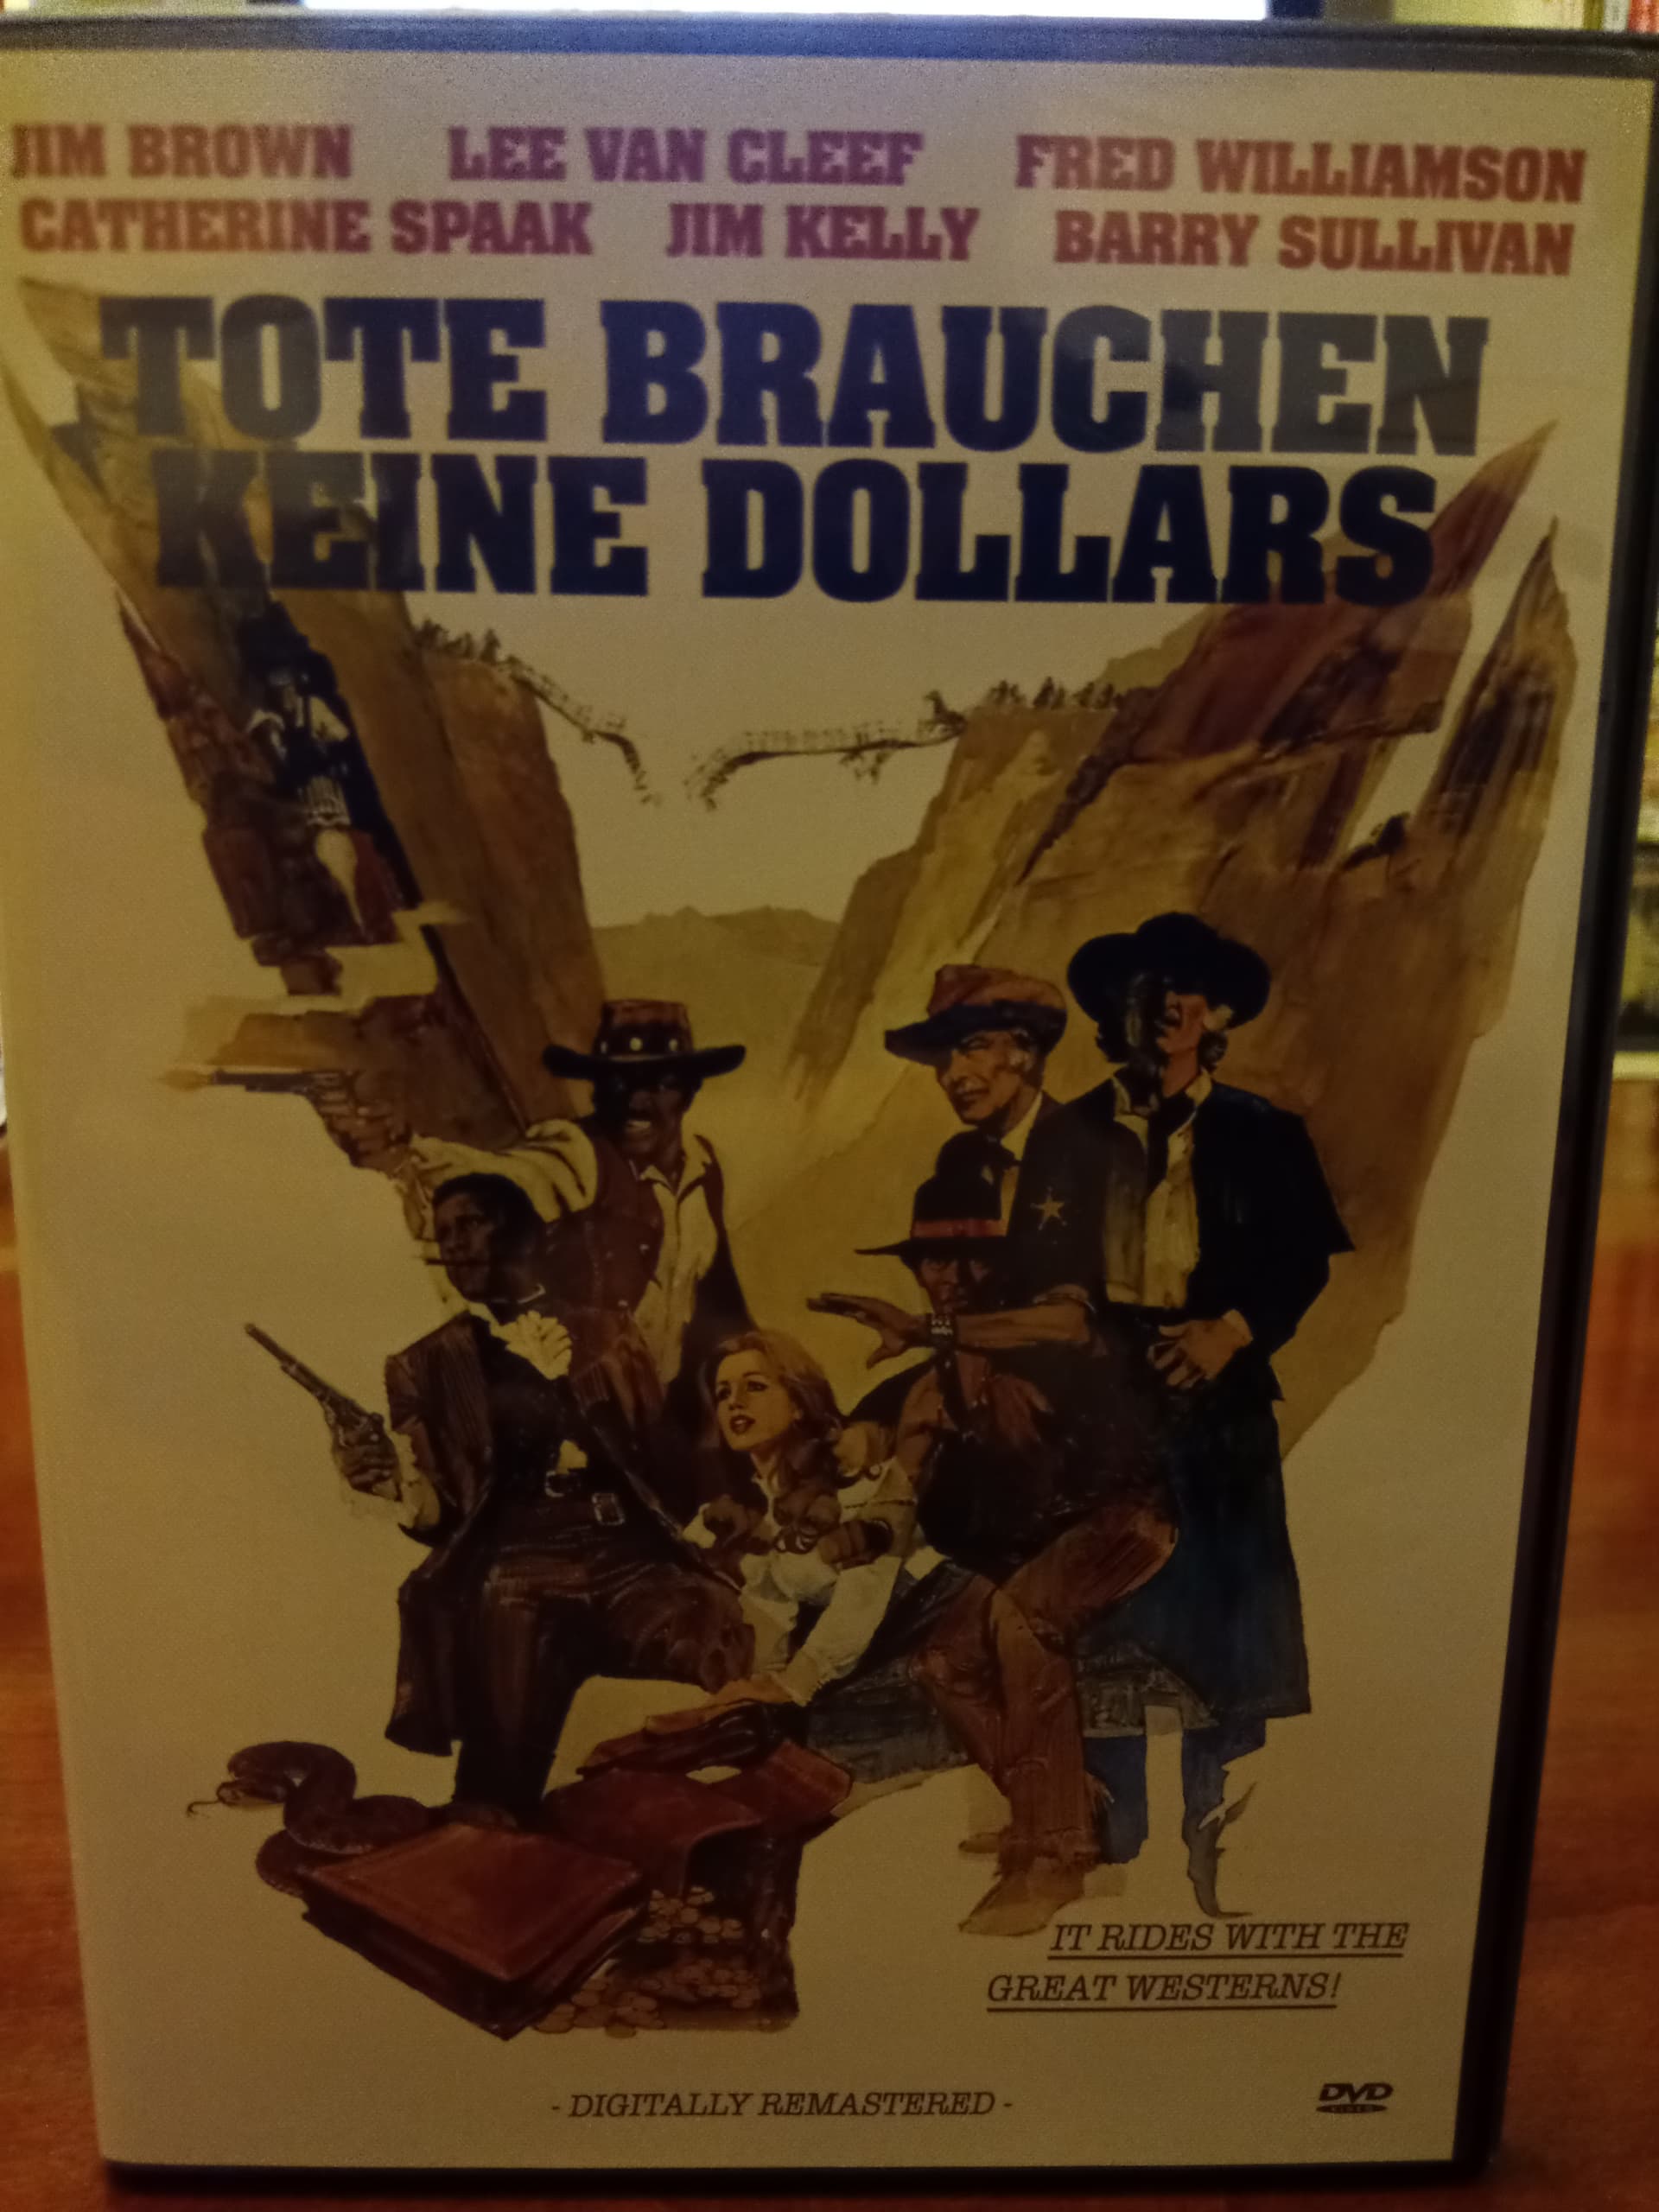 JIM BROWN LEE VAN CLEEF FRED WILLIAMSON
CATHERINE SPAAK JIM KELLY BARRY SULLIVAN
TOTE BRAUCHEN
KEINE DOLLARS
IT RIDES WITH THE
GREAT WESTERNS!
- DIGITALLY REMASTERED -
DVD
VIDEO